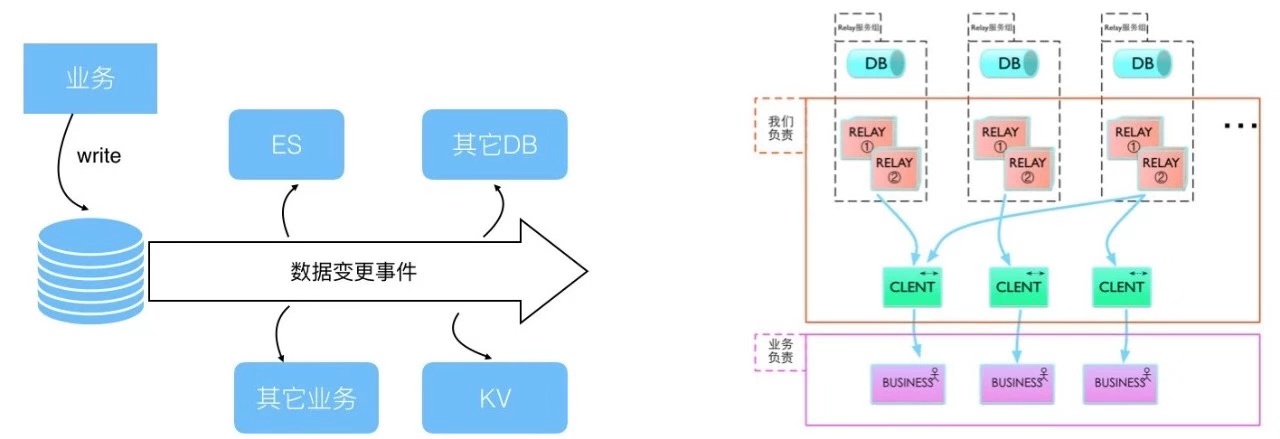 业务
write
ES
其它DB
数据变更事件
其它业务
KV
Relay服务组
Relay服务组
Relay服务组
DB
DB
DB
我们
负责
RELAY
①
RELAY
②
RELAY
①
RELAY
②
RELAY
①
RELAY
②
...
CLENT
CLENT
CLENT
业务
负责
BUSINESS
BUSINESS
BUSINESS